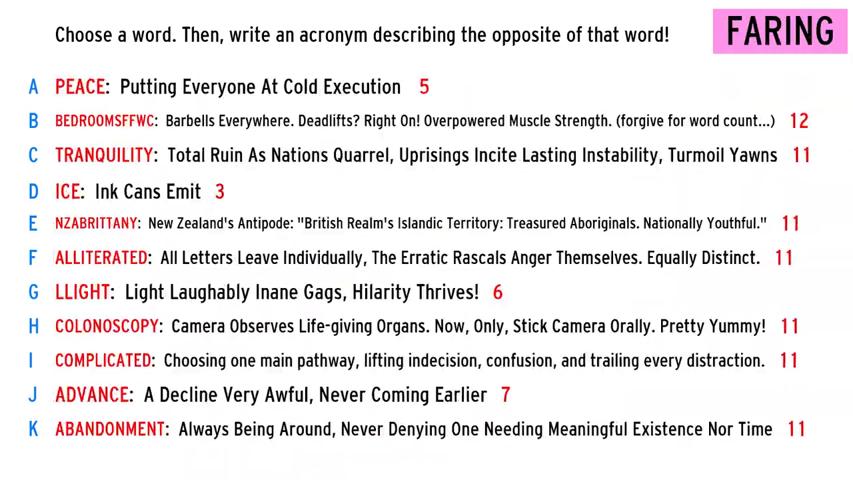 Choose a word. Then, write an acronym describing the opposite of that word!
FARING
A PEACE: Putting Everyone At Cold Execution 5
B BEDROOMSFFWC: Barbells Everywhere. Deadlifts? Right On! Overpowered Muscle Strength. (forgive for word count...) 12
C TRANQUILITY: Total Ruin As Nations Quarrel, Uprisings Incite Lasting Instability, Turmoil Yawns 11
D ICE: Ink Cans Emit 3
E NZABRITTANY: New Zealand's Antipode: "British Realm's Islandic Territory: Treasured Aboriginals. Nationally Youthful." 11
F ALLITERATED: All Letters Leave Individually, The Erratic Rascals Anger Themselves. Equally Distinct. 11
G LLIGHT: Light Laughably Inane Gags, Hilarity Thrives! 6
H COLONOSCOPY: Camera Observes Life-giving Organs. Now, Only, Stick Camera Orally. Pretty Yummy! 11
I COMPLICATED: Choosing one main pathway, lifting indecision, confusion, and trailing every distraction. 11
J ADVANCE: A Decline Very Awful, Never Coming Earlier 7
K ABANDONMENT: Always Being Around, Never Denying One Needing Meaningful Existence Nor Time 11